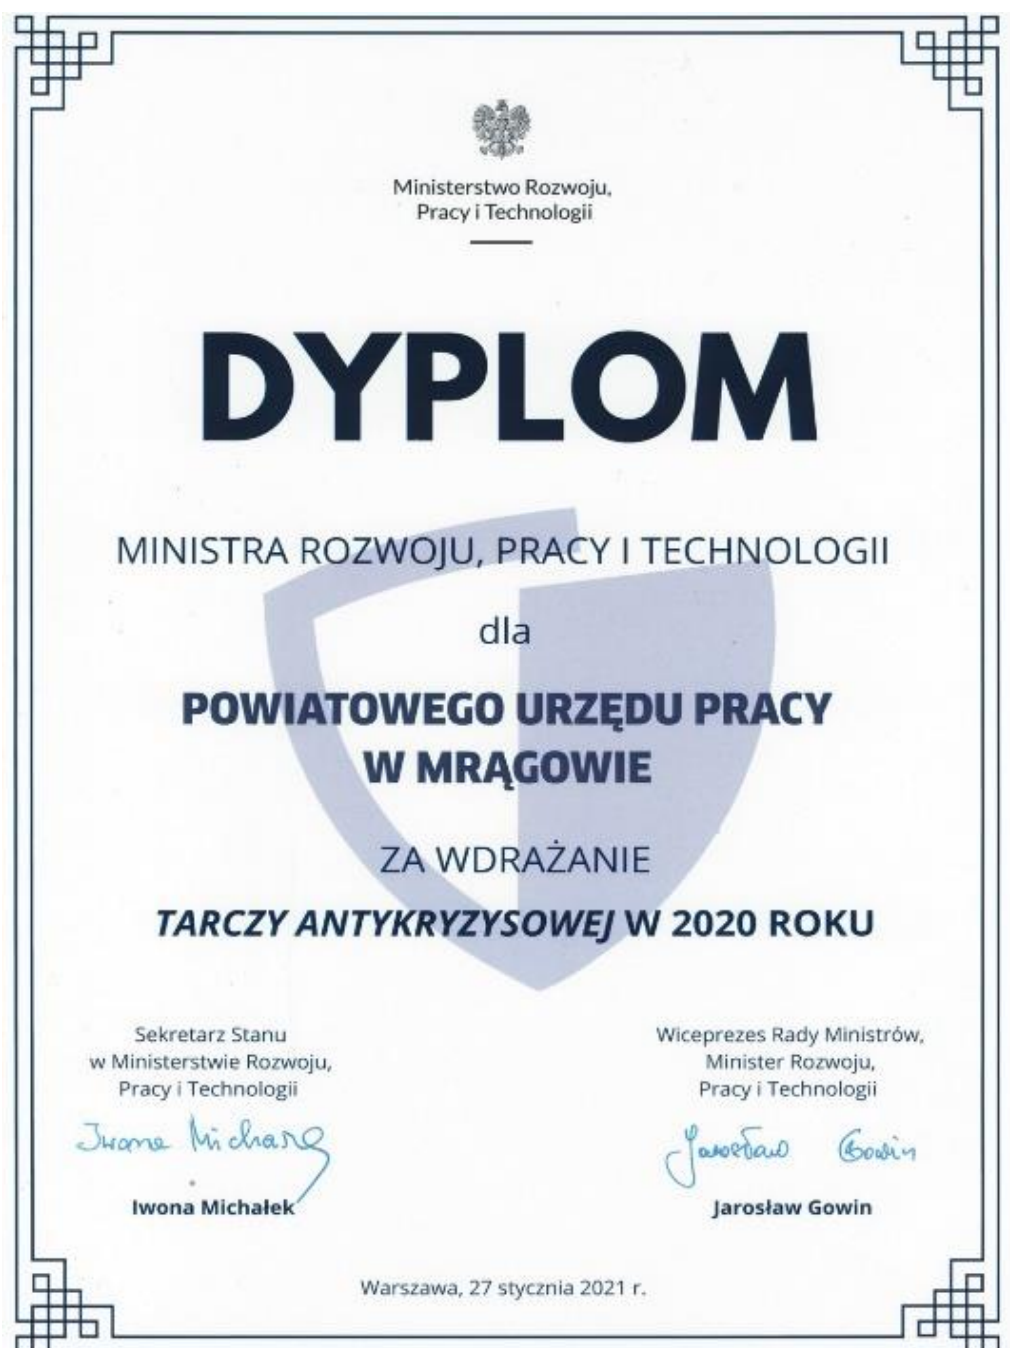 Ministerstwo Rozwoju,
Pracy i Technologii
DYPLOM
MINISTRA ROZWOJU, PRACY I TECHNOLOGII
dla
POWIATOWEGO URZĘDU PRACY
W MRĄGOWIE
ZA WDRAŻANIE
TARCZY ANTYKRYZYSOWEJ W 2020 ROKU
Sekretarz Stanu
w Ministerstwie Rozwoju,
Pracy i Technologii
Iwona Michałek
Iwona Michałek
Wiceprezes Rady Ministrów,
Minister Rozwoju,
Pracy i Technologii
Jarosław Gowin
Jarosław Gowin
Warszawa, 27 stycznia 2021 r.